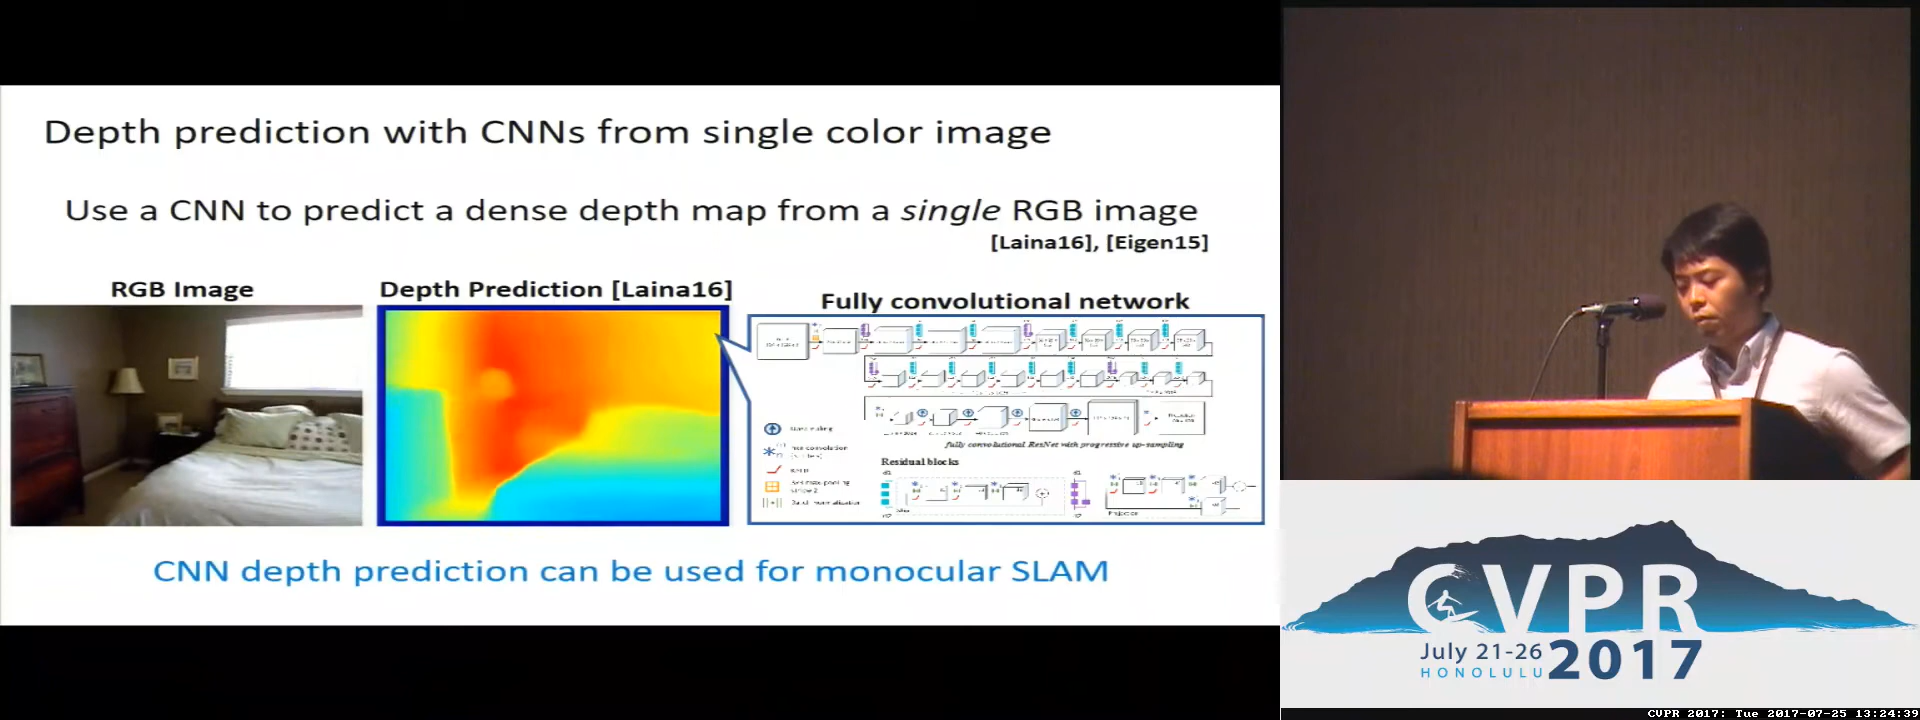 Depth prediction with CNNs from single color image
Use a CNN to predict a dense depth map from a single RGB image
[Laina16], [Eigen15]
RGB Image
Depth Prediction [Laina16]
Fully convolutional network
fully convolutional ResNet with progressive up-sampling
Residual blocks
Projection
CNN depth prediction can be used for monocular SLAM
CVPR
July 21-26
HONOLULU
2017
CVPR 2017: Tue 2017-07-25 13:24:39